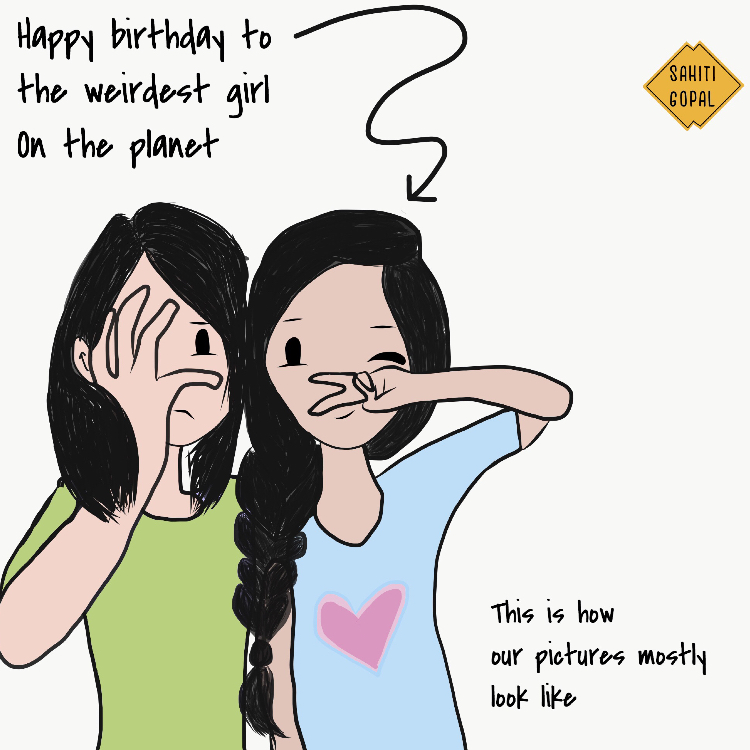 Happy birthday to
the weirdest girl
On the planet
SAHITI
GOPAL
This is how
our pictures mostly
look like